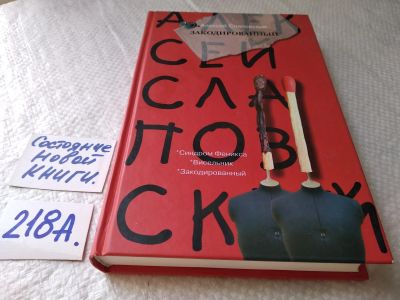 Алексей Слаповский
ЗАКОДИРОВАННЫЙ
АЛЕК
СЕЙ
СЛА
ПОВ
СКИЙ
*Синдром Феникса
*Висельник
*Закодированный
Состояние
новой
книги.
218А.